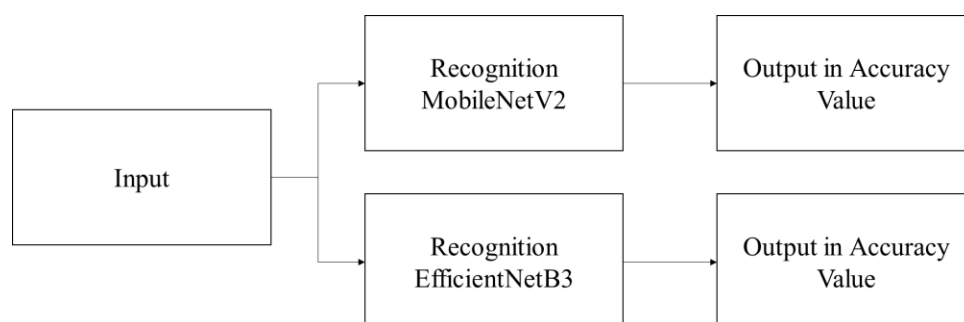 Input
Recognition
MobileNetV2
Output in Accuracy
Value
Recognition
EfficientNetB3
Output in Accuracy
Value